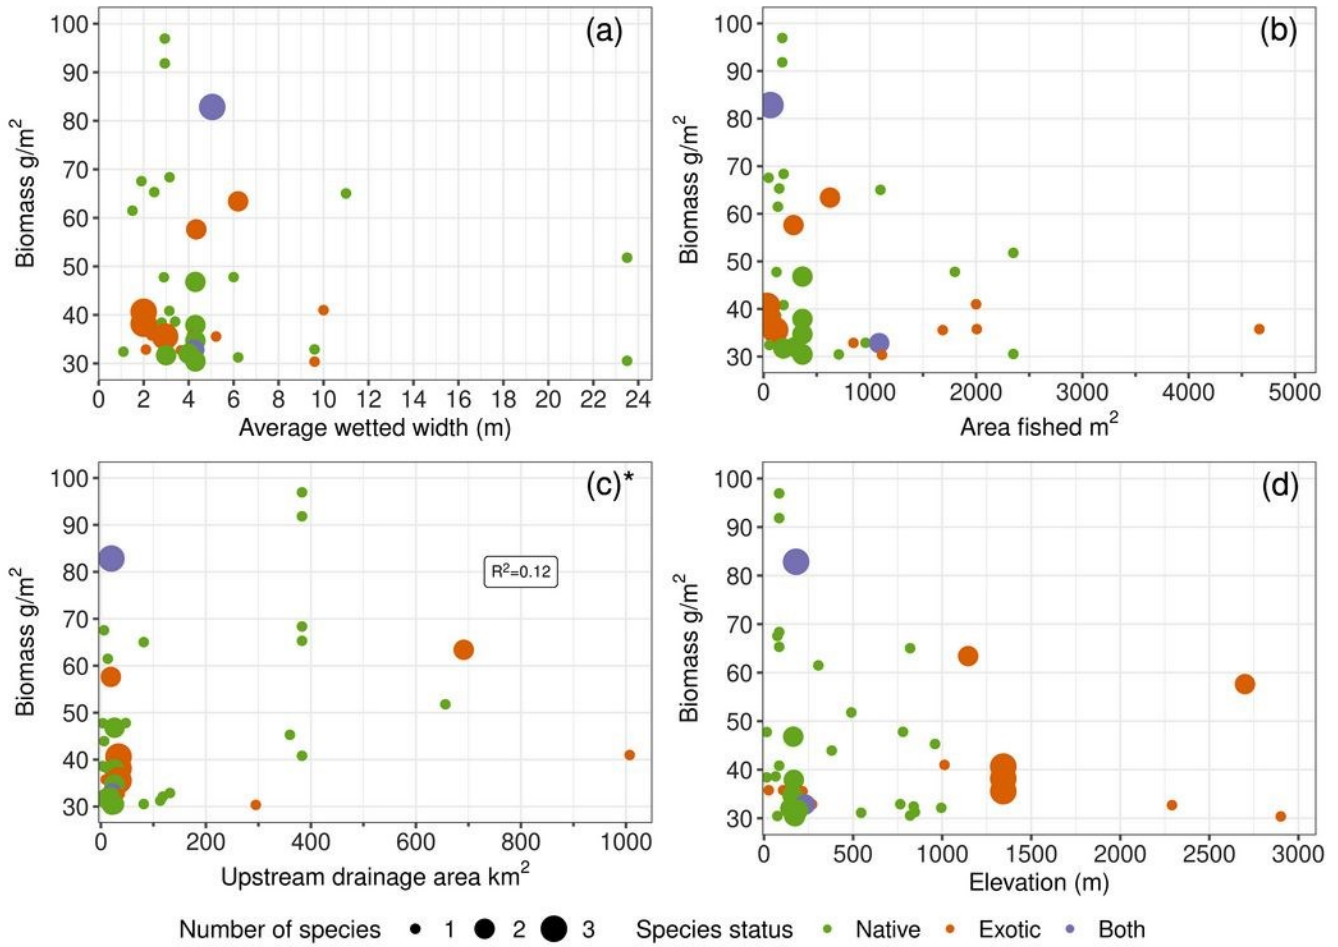 (a)
Biomass g/m²
100
90
80
70
60
50
40
30
0 2 4 6 8 10 12 14 16 18 20 22 24
Average wetted width (m)
(b)
Biomass g/m²
100
90
80
70
60
50
40
30
0 1000 2000 3000 4000 5000
Area fished m²
(c)*
Biomass g/m²
100
90
80
70
60
50
40
30
R²=0.12
0 200 400 600 800 1000
Upstream drainage area km²
(d)
Biomass g/m²
100
90
80
70
60
50
40
30
0 500 1000 1500 2000 2500 3000
Elevation (m)
Number of species 1 2 3 Species status Native Exotic Both